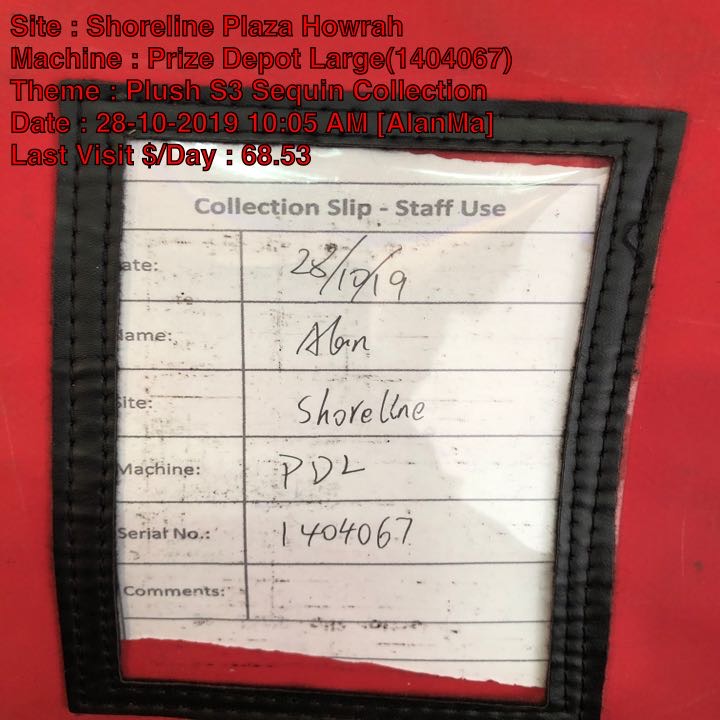 Site : Shoreline Plaza Howrah
Machine : Prize Depot Large(1404067)
Theme : Plush S3 Sequin Collection
Date : 28-10-2019 10:05 AM [AlanMa]
Last Visit $/Day : 68.53
Collection Slip - Staff Use
ate: 28/10/19
ame: Alan
ite: Shoreline
Machine: PDL
Serial No.: 1404067
Comments: